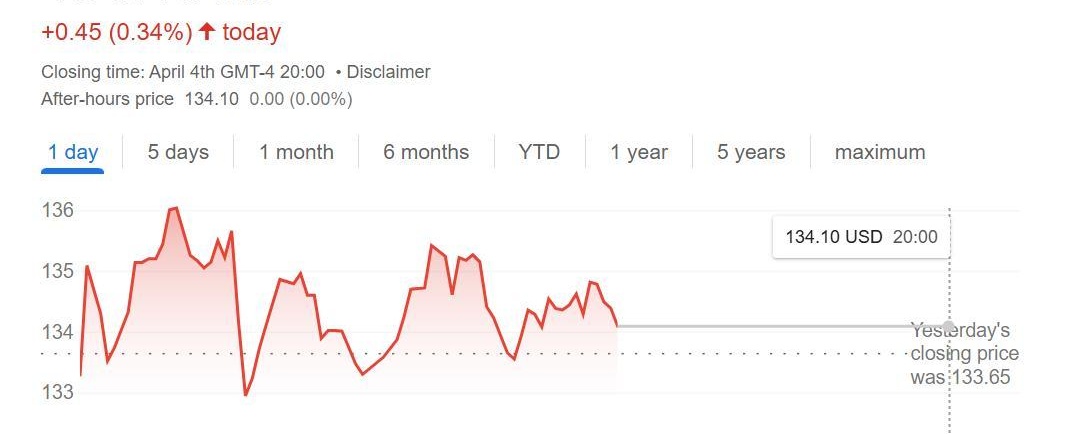 +0.45 (0.34%) ↑ today
Closing time: April 4th GMT-4 20:00 • Disclaimer
After-hours price 134.10 0.00 (0.00%)
1 day 5 days 1 month 6 months YTD 1 year 5 years maximum
136
134.10 USD 20:00
135
134
Yesterday's
closing price
was 133.65
133